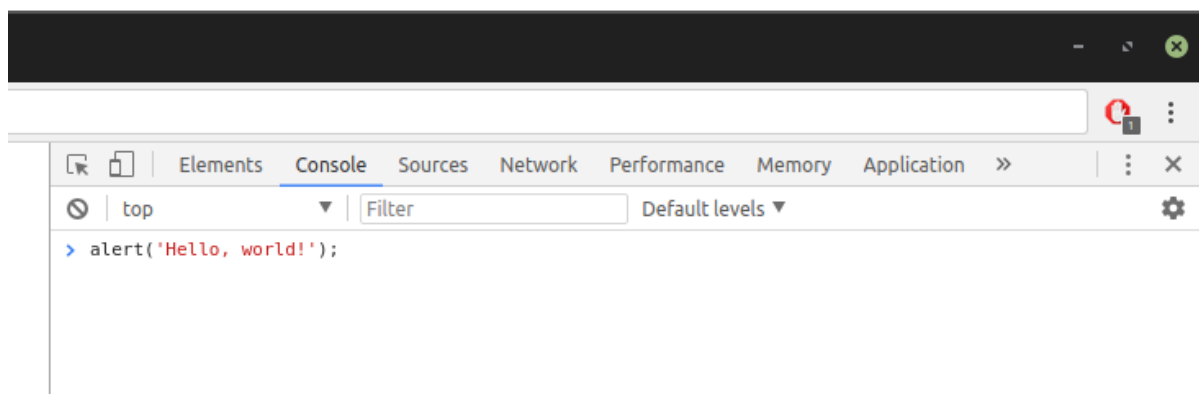 1
Elements Console Sources Network Performance Memory Application
top Filter Default levels
> alert('Hello, world!');